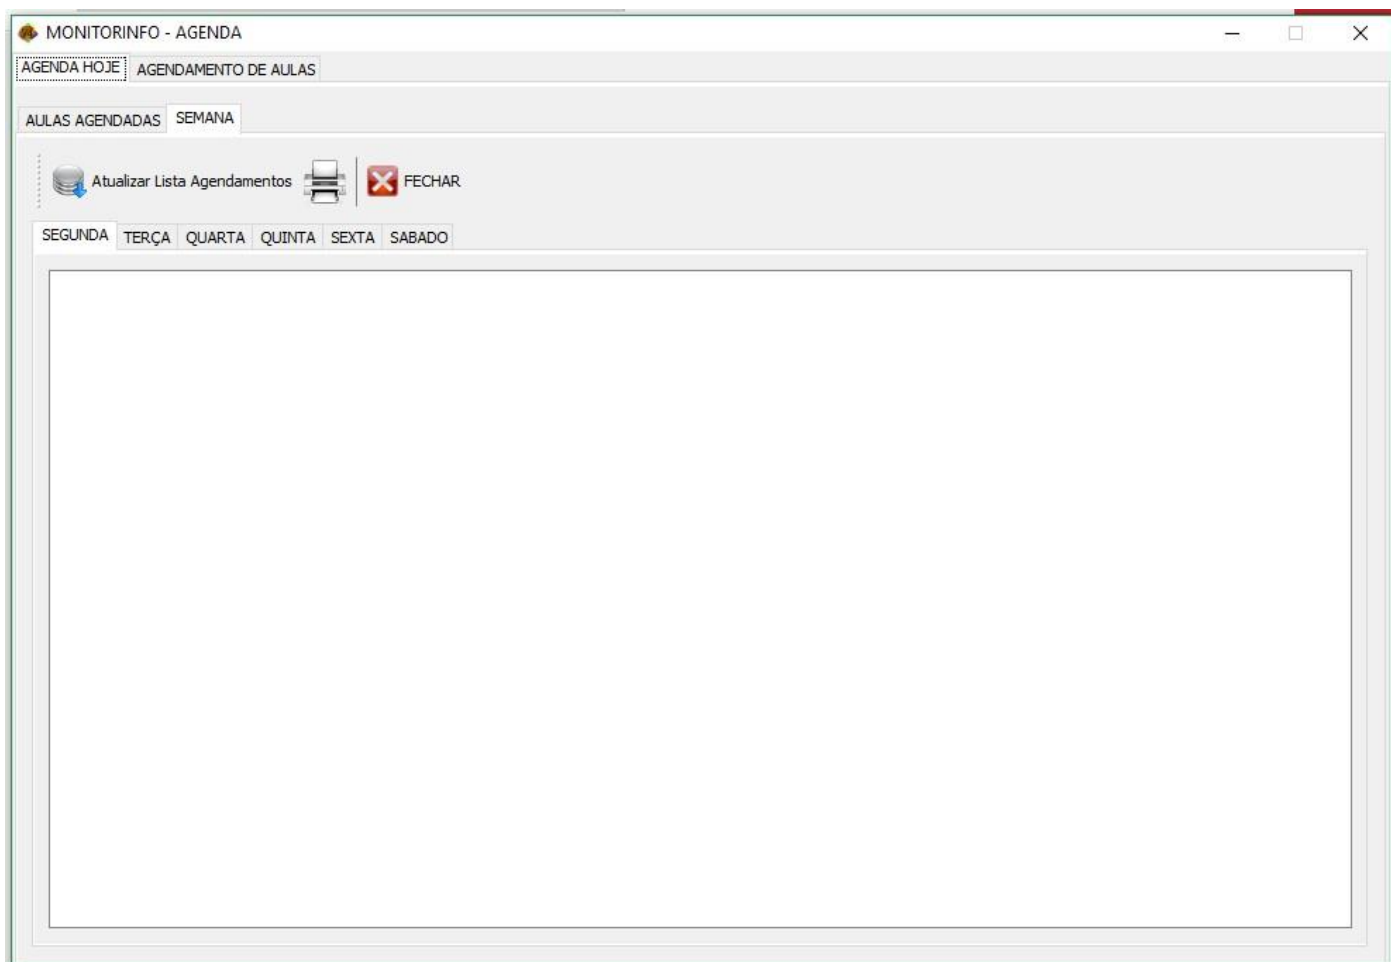 MONITORINFO - AGENDA
AGENDA HOJE AGENDAMENTO DE AULAS
AULAS AGENDADAS SEMANA
Atualizar Lista Agendamentos FECHAR
SEGUNDA TERÇA QUARTA QUINTA SEXTA SABADO